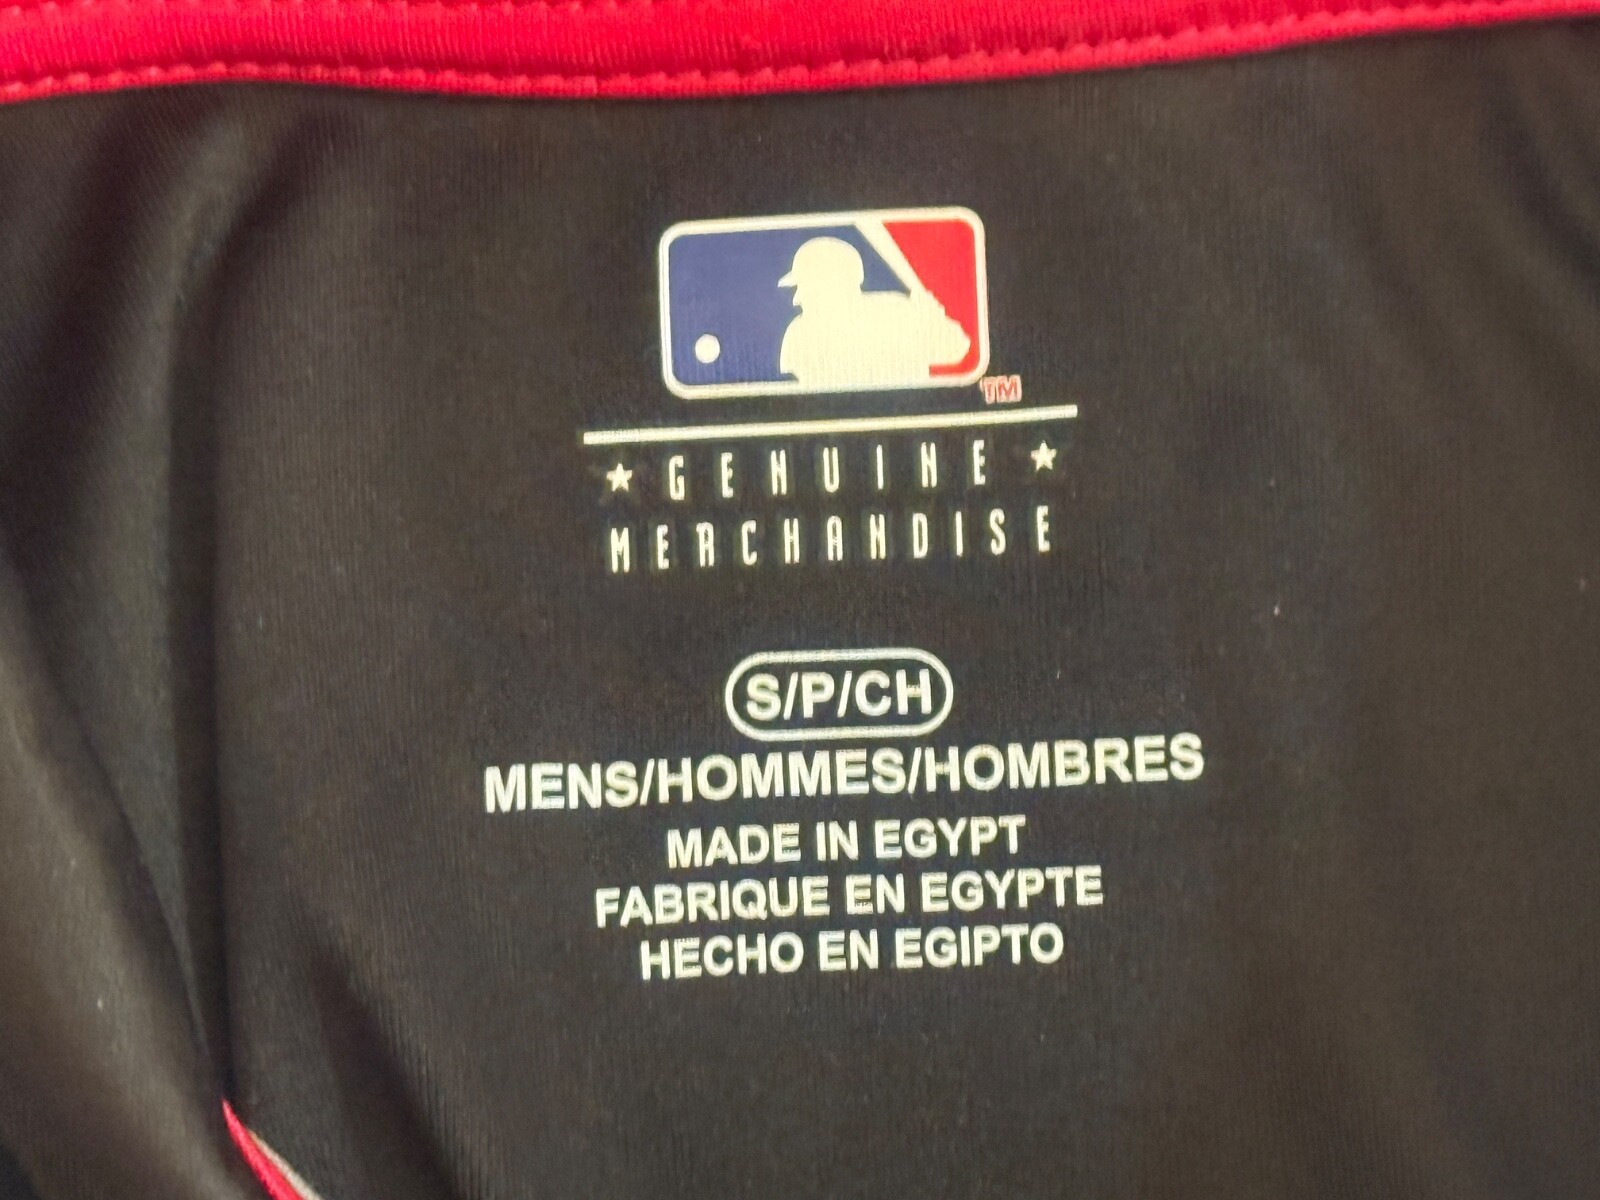 TM
★ GENUINE ★
MERCHANDISE
S/P/CH
MENS/HOMMES/HOMBRES
MADE IN EGYPT
FABRIQUE EN EGYPTE
HECHO EN EGIPTO